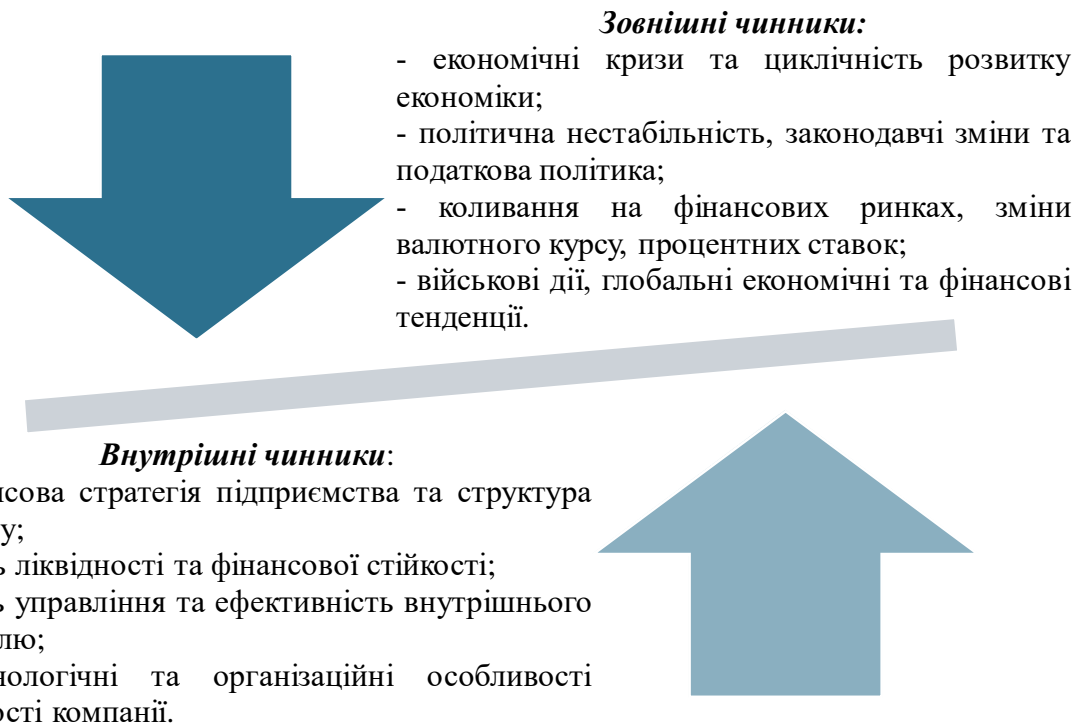 Зовнішні чинники:
- економічні кризи та циклічність розвитку
економіки;
- політична нестабільність, законодавчі зміни та
податкова політика;
- коливання на фінансових ринках, зміни
валютного курсу, процентних ставок;
- військові дії, глобальні економічні та фінансові
тенденції.
Внутрішні чинники:
стратегія підприємства та структура
ліквідності та фінансової стійкості;
управління та ефективність внутрішнього
та організаційні особливості
компанії.